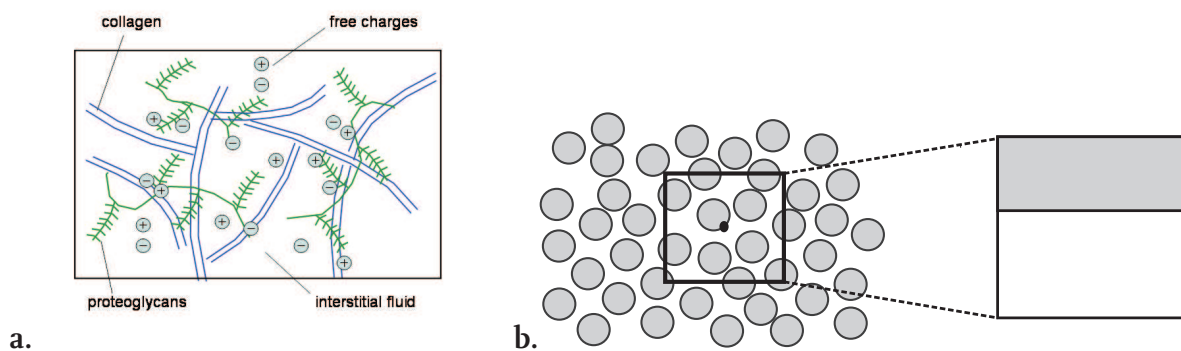 collagen
free charges
proteoglycans
interstitial fluid
a.
b.